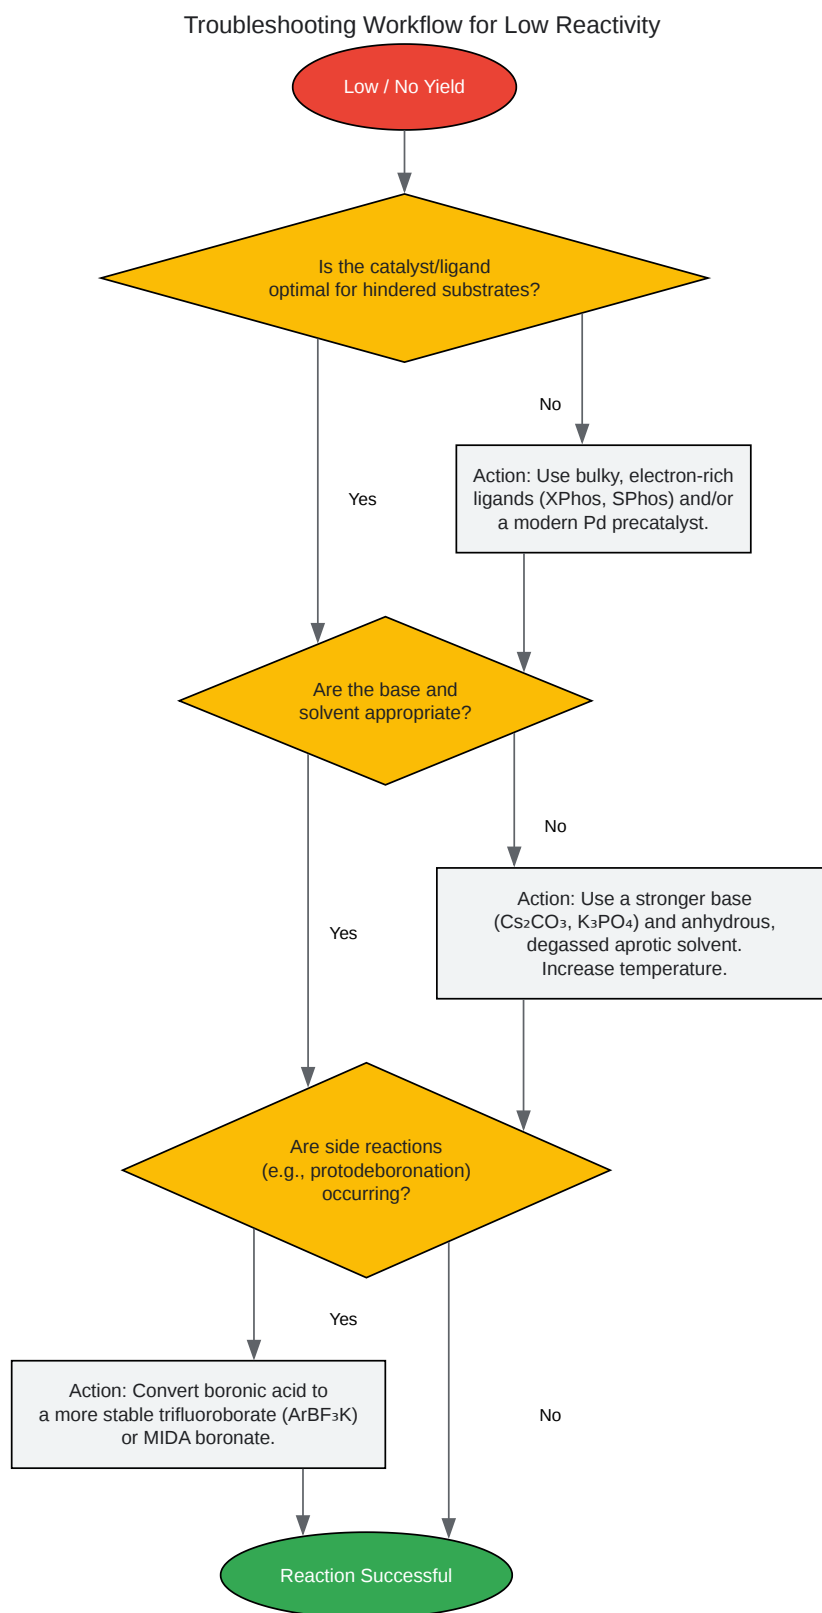 Troubleshooting Workflow for Low Reactivity
Low / No Yield
Is the catalyst/ligand
optimal for hindered substrates?
No
Action: Use bulky, electron-rich
ligands (XPhos, SPhos) and/or
a modern Pd precatalyst.
Yes
Are the base and
solvent appropriate?
No
Action: Use a stronger base
(Cs₂CO₃, K₃PO₄) and anhydrous,
degassed aprotic solvent.
Increase temperature.
Yes
Are side reactions
(e.g., protodeboronation)
occurring?
Yes
Action: Convert boronic acid to
a more stable trifluoroborate (ArBF₃K)
or MIDA boronate.
No
Reaction Successful